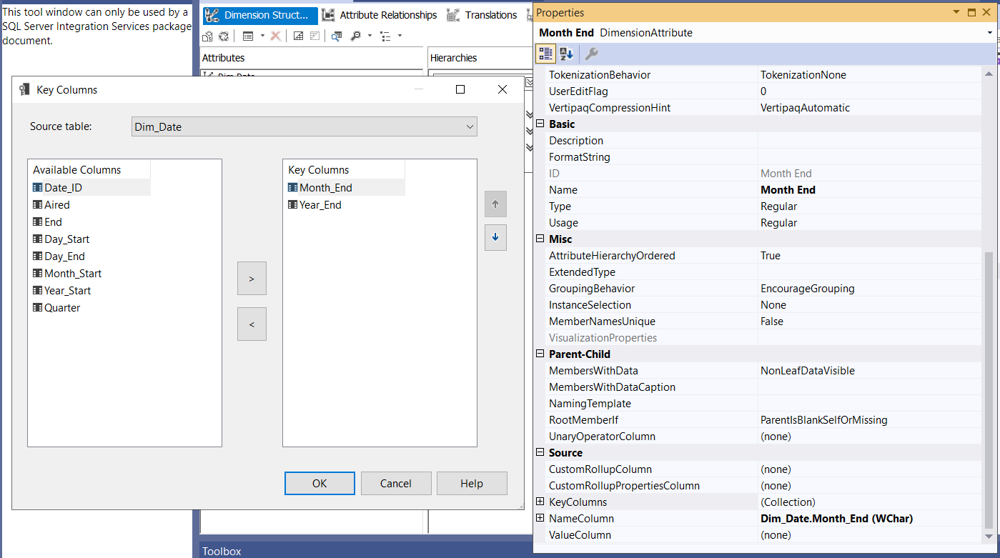 This tool window can only be used by a
SQL Server Integration Services package
document.
Dimension Struct...
Attribute Relationships
Translations
Attributes
Hierarchies
Dim_Date
Key Columns
Source table:
Dim_Date
Available Columns
Date_ID
Aired
End
Day_Start
Day_End
Month_Start
Year_Start
Quarter
>
<
Key Columns
Month_End
Year_End
OK
Cancel
Help
Toolbox
Properties
Month End DimensionAttribute
TokenizationBehavior TokenizationNone
UserEditFlag 0
VertipaqCompressionHint VertipaqAutomatic
Basic
Description
FormatString
ID Month End
Name Month End
Type Regular
Usage Regular
Misc
AttributeHierarchyOrdered True
ExtendedType
GroupingBehavior EncourageGrouping
InstanceSelection None
MemberNamesUnique False
VisualizationProperties
Parent-Child
MembersWithData NonLeafDataVisible
MembersWithDataCaption
NamingTemplate
RootMemberIf ParentIsBlankSelfOrMissing
UnaryOperatorColumn (none)
Source
CustomRollupColumn (none)
CustomRollupPropertiesColumn (none)
KeyColumns (Collection)
NameColumn Dim_Date.Month_End (WChar)
ValueColumn (none)